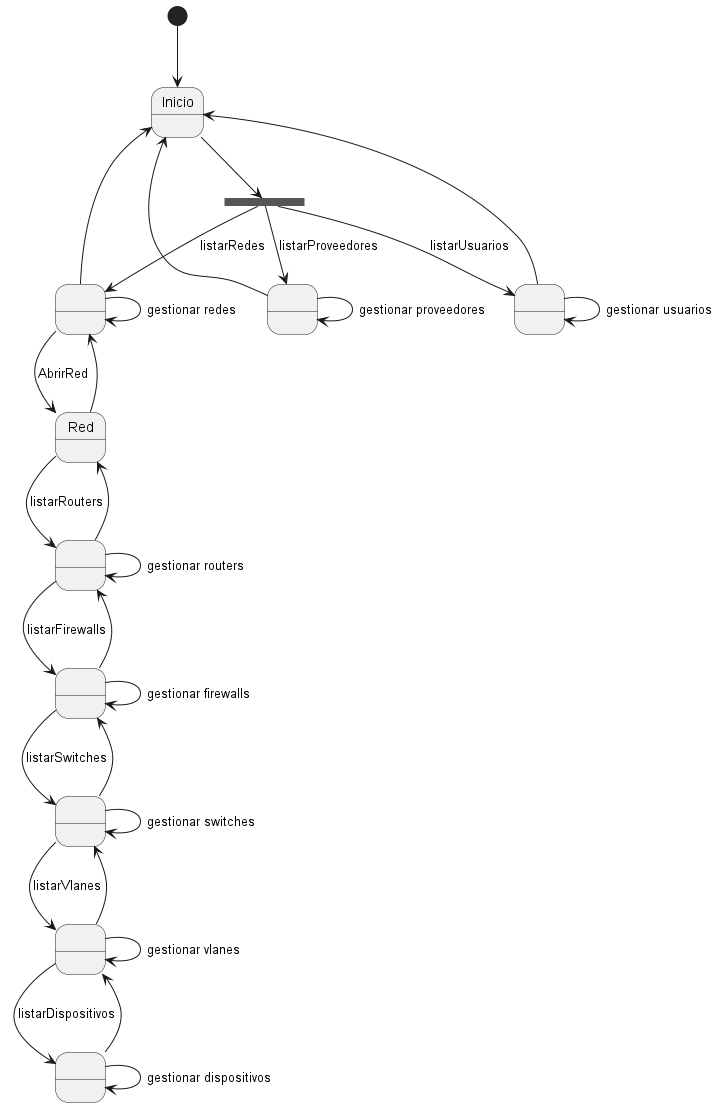 Inicio
listarRedes
listarProveedores
listarUsuarios
gestionar redes
gestionar proveedores
gestionar usuarios
AbrirRed
Red
listarRouters
gestionar routers
listarFirewalls
gestionar firewalls
listarSwitches
gestionar switches
listarVlanes
gestionar vlanes
listarDispositivos
gestionar dispositivos